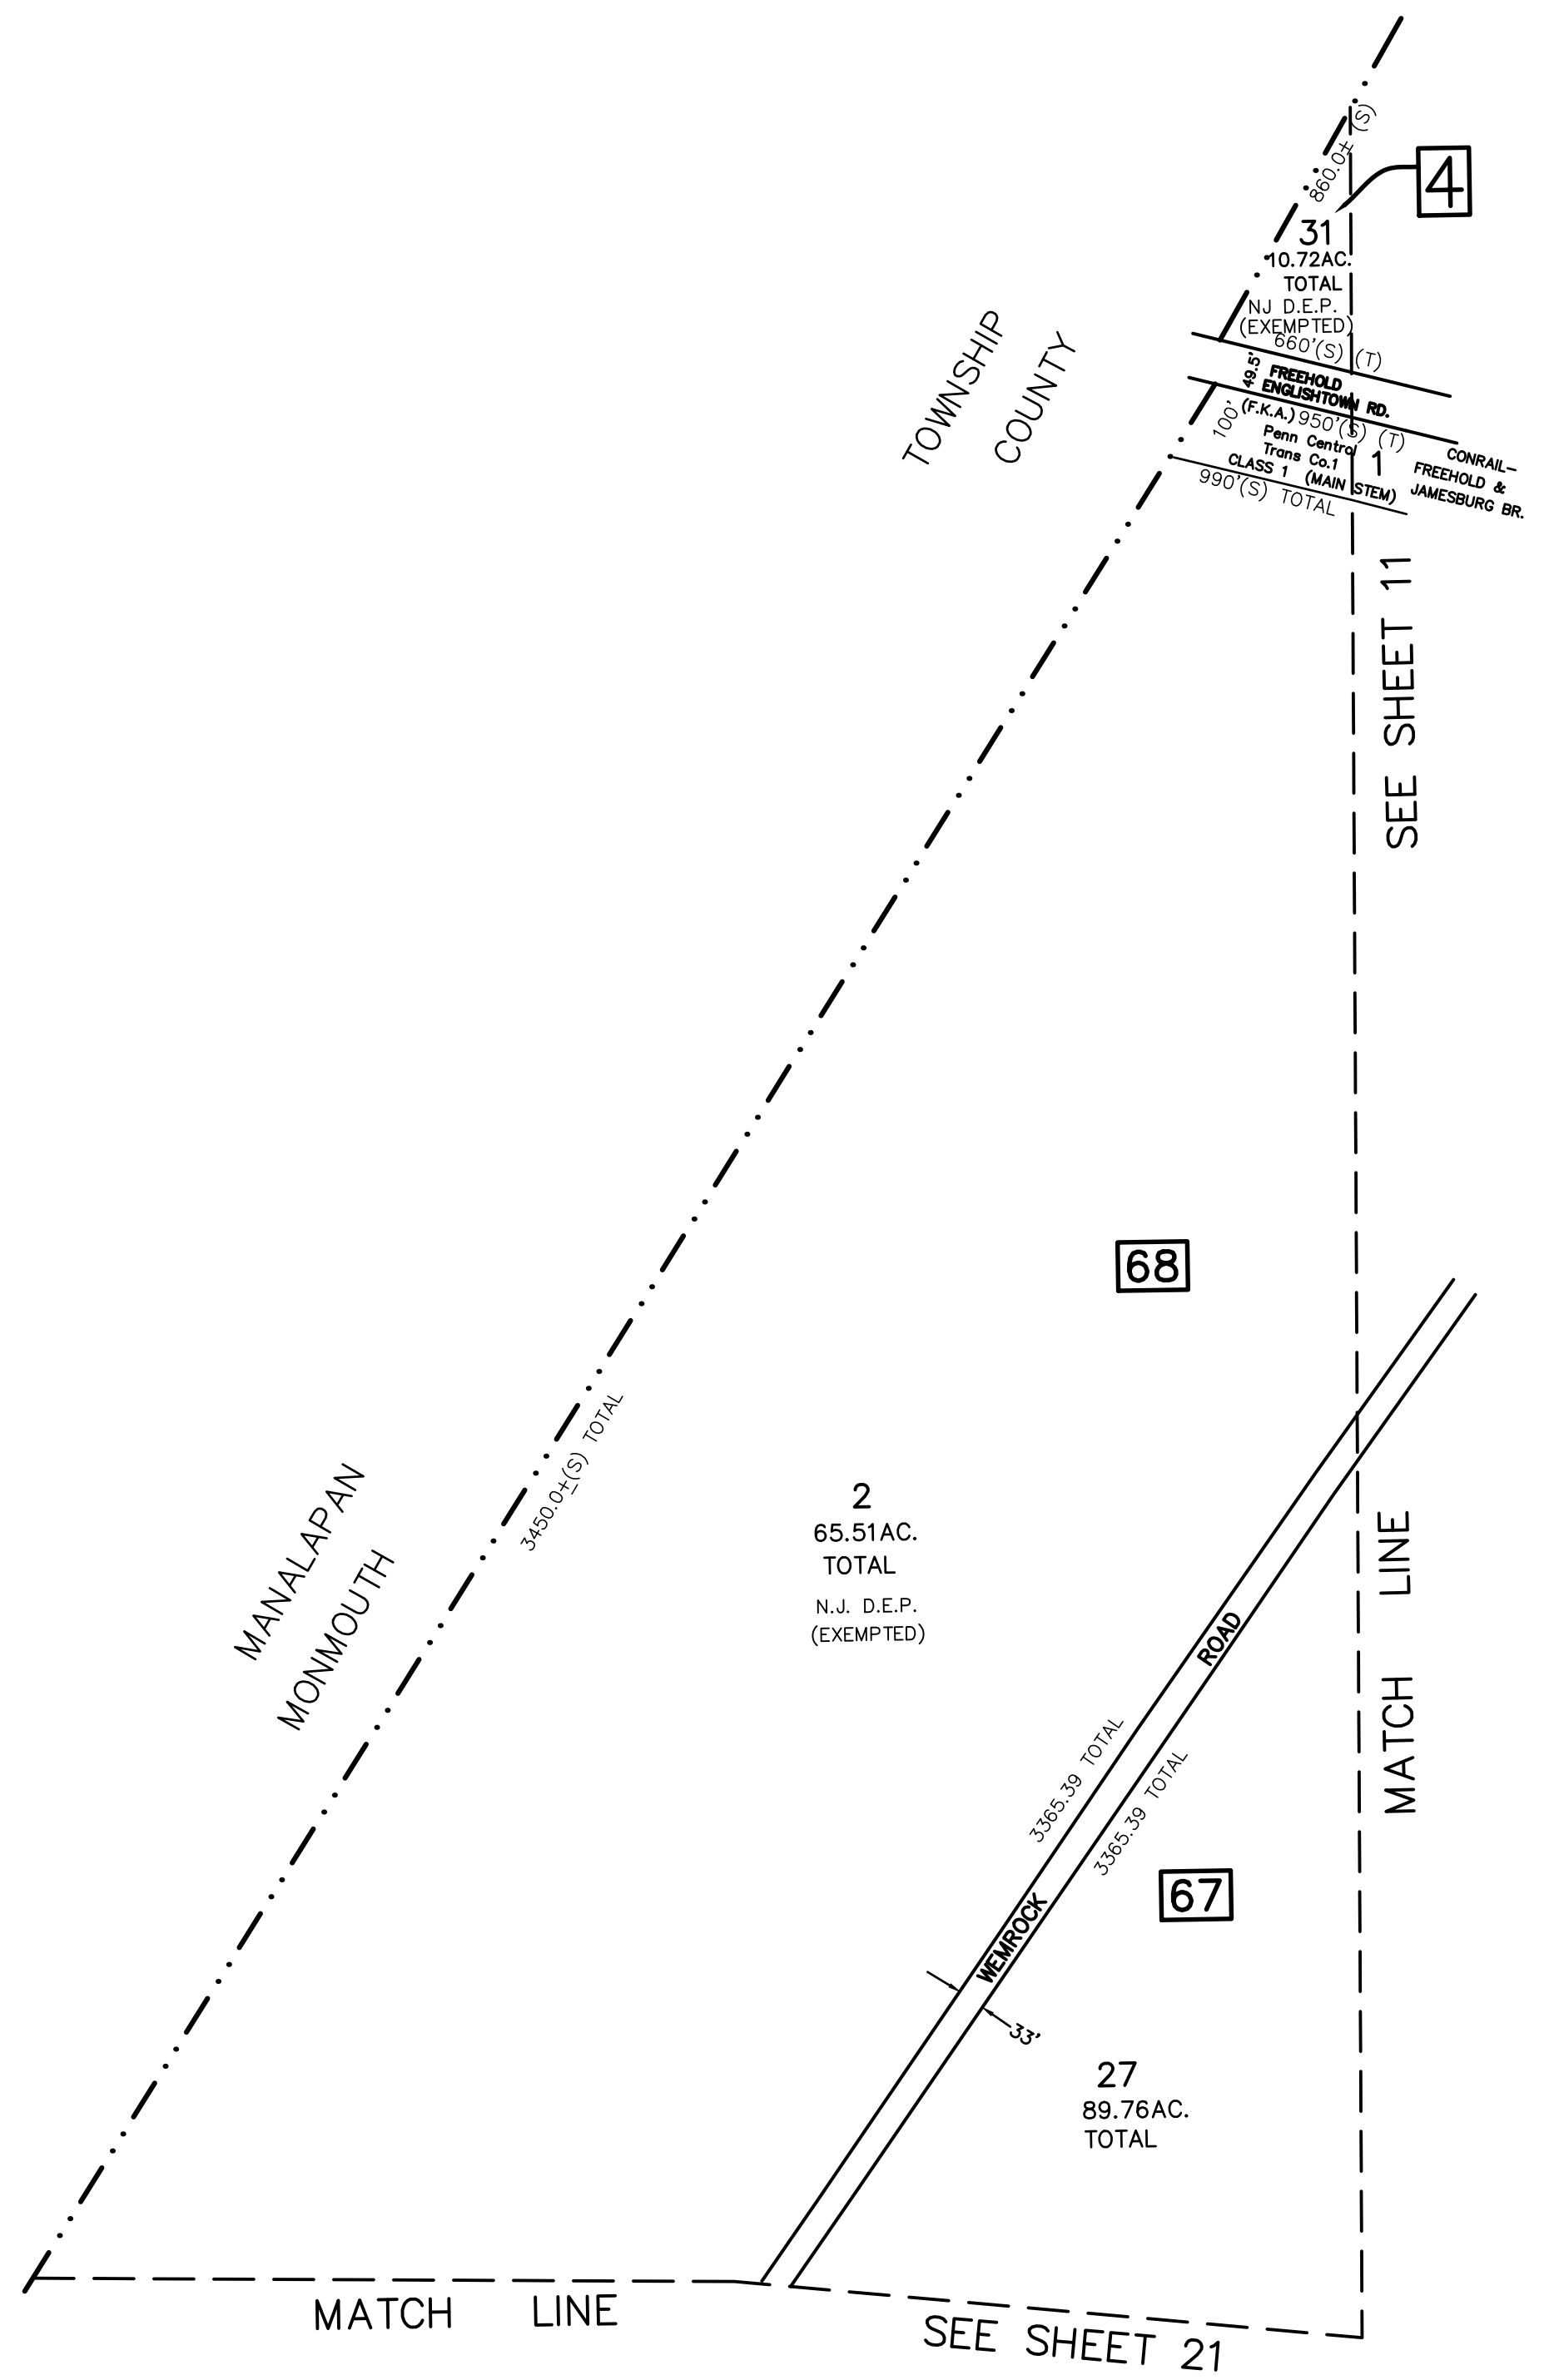 860.0± (S)
4
31
10.72AC.
TOTAL
NJ D.E.P.
(EXEMPTED)
660'(S) (T)
49.5'
FREEHOLD
ENGLISHTOWN RD.
100'
(F.K.A.)
950'(S) (T)
Penn Central
Trans Co.1
1
CLASS 1 (MAIN STEM)
CONRAIL-
FREEHOLD &
JAMESBURG BR.
990'(S) TOTAL
TOWNSHIP
COUNTY
SEE SHEET 11
68
3450.0±(S) TOTAL
MANALAPAN
MONMOUTH
2
65.51AC.
TOTAL
N.J. D.E.P.
(EXEMPTED)
MATCH LINE
WEMROCK ROAD
3365.39 TOTAL
3365.39 TOTAL
67
33'
27
89.76AC.
TOTAL
MATCH LINE
SEE SHEET 21